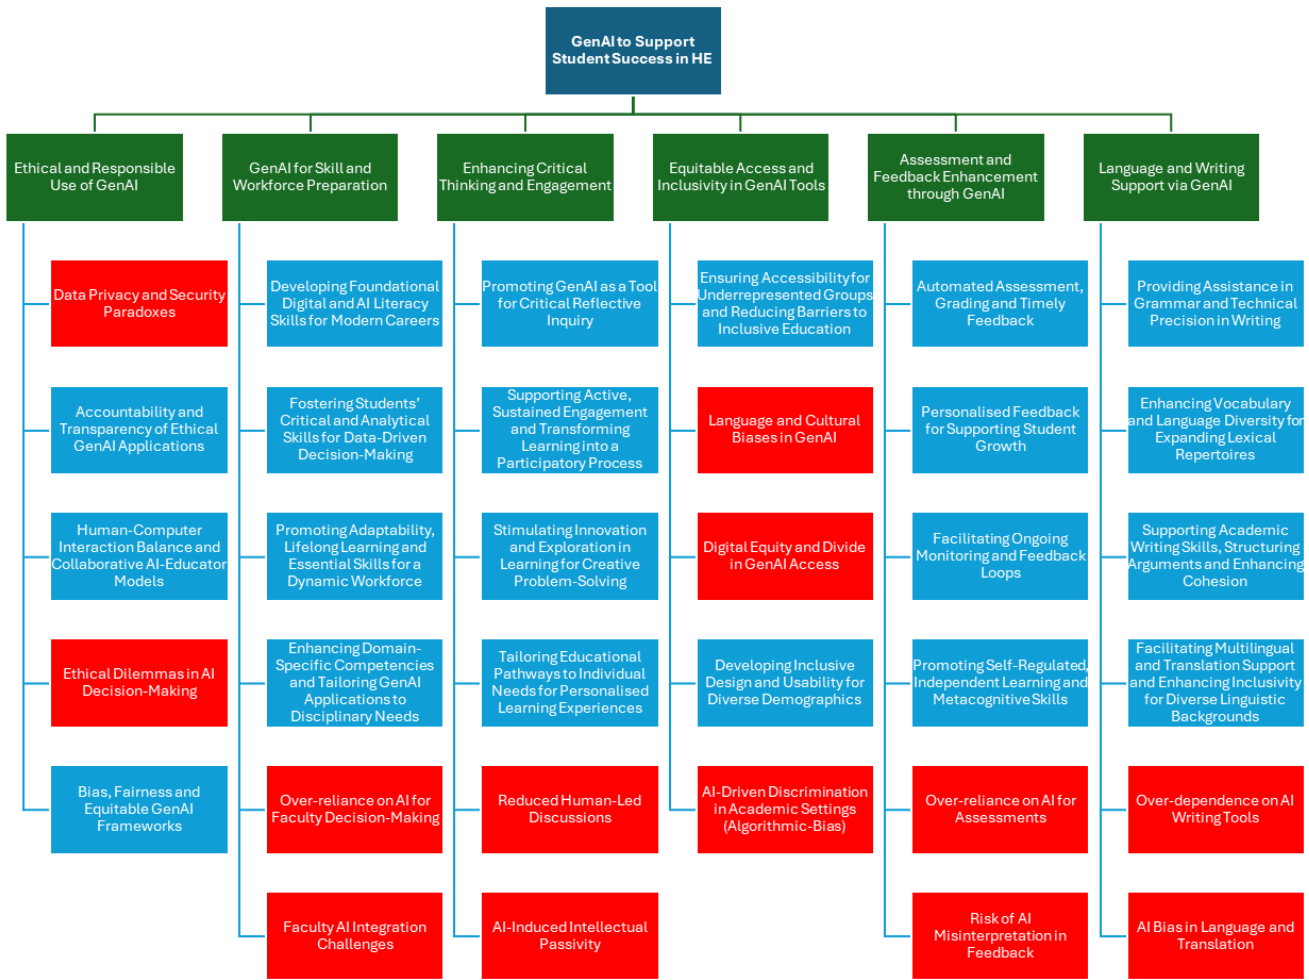 GenAI to Support
Student Success in HE
Ethical and Responsible
Use of GenAI
GenAI for Skill and
Workforce Preparation
Enhancing Critical
Thinking and Engagement
Equitable Access and
Inclusivity in GenAI Tools
Assessment and
Feedback Enhancement
through GenAI
Language and Writing
Support via GenAI
Data Privacy and Security
Paradoxes
Accountability and
Transparency of Ethical
GenAI Applications
Human-Computer
Interaction Balance and
Collaborative AI-Educator
Models
Ethical Dilemmas in AI
Decision-Making
Bias, Fairness and
Equitable GenAI
Frameworks
Developing Foundational
Digital and AI Literacy
Skills for Modern Careers
Fostering Students’
Critical and Analytical
Skills for Data-Driven
Decision-Making
Promoting Adaptability,
Lifelong Learning and
Essential Skills for a
Dynamic Workforce
Enhancing Domain-
Specific Competencies
and Tailoring GenAI
Applications to
Disciplinary Needs
Over-reliance on AI for
Faculty Decision-Making
Faculty AI Integration
Challenges
Promoting GenAI as a Tool
for Critical Reflective
Inquiry
Supporting Active,
Sustained Engagement
and Transforming
Learning into a
Participatory Process
Stimulating Innovation
and Exploration in
Learning for Creative
Problem-Solving
Tailoring Educational
Pathways to Individual
Needs for Personalised
Learning Experiences
Reduced Human-Led
Discussions
AI-Induced Intellectual
Passivity
Ensuring Accessibility for
Underrepresented Groups
and Reducing Barriers to
Inclusive Education
Language and Cultural
Biases in GenAI
Digital Equity and Divide
in GenAI Access
Developing Inclusive
Design and Usability for
Diverse Demographics
AI-Driven Discrimination
in Academic Settings
(Algorithmic-Bias)
Automated Assessment,
Grading and Timely
Feedback
Personalised Feedback
for Supporting Student
Growth
Facilitating Ongoing
Monitoring and Feedback
Loops
Promoting Self-Regulated,
Independent Learning and
Metacognitive Skills
Over-reliance on AI for
Assessments
Risk of AI
Misinterpretation in
Feedback
Providing Assistance in
Grammar and Technical
Precision in Writing
Enhancing Vocabulary
and Language Diversity for
Expanding Lexical
Repertoires
Supporting Academic
Writing Skills, Structuring
Arguments and Enhancing
Cohesion
Facilitating Multilingual
and Translation Support
and Enhancing Inclusivity
for Diverse Linguistic
Backgrounds
Over-dependence on AI
Writing Tools
AI Bias in Language and
Translation